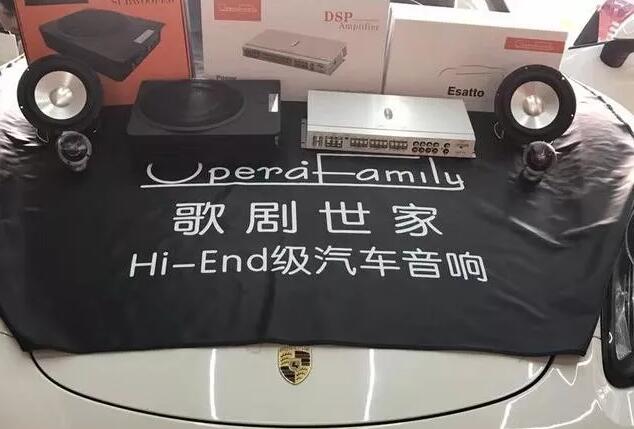 SUBWOOFER
DSP
Amplifier
Esatto
OperaFamily
歌剧世家
Hi-End级汽车音响